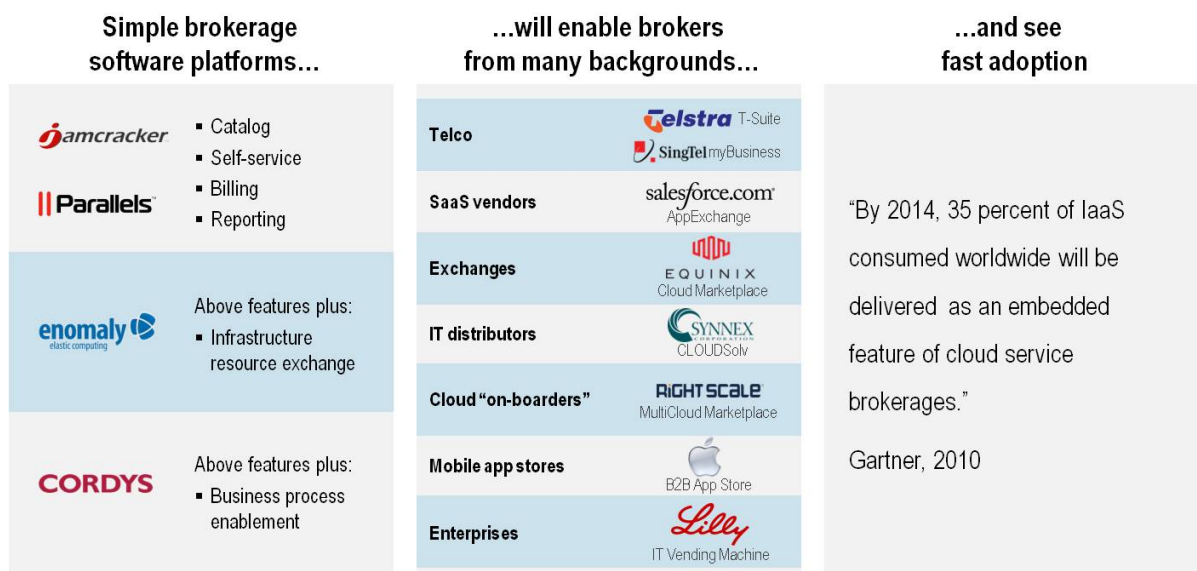 Simple brokerage
software platforms…
jamcracker
Parallels™
▪ Catalog
▪ Self-service
▪ Billing
▪ Reporting
enomaly
elastic computing
Above features plus:
▪ Infrastructure
resource exchange
CORDYS
Above features plus:
▪ Business process
enablement
…will enable brokers
from many backgrounds…
Telco
Telstra T-Suite
SingTel myBusiness
SaaS vendors
salesforce.com
AppExchange
Exchanges
EQUINIX
Cloud Marketplace
IT distributors
SYNNEX
CORPORATION
CLOUDSolv
Cloud “on-boarders”
RIGHTSCALE
MultiCloud Marketplace
Mobile app stores
B2B App Store
Enterprises
Lilly
IT Vending Machine
…and see
fast adoption
“By 2014, 35 percent of IaaS
consumed worldwide will be
delivered as an embedded
feature of cloud service
brokerages.”
Gartner, 2010